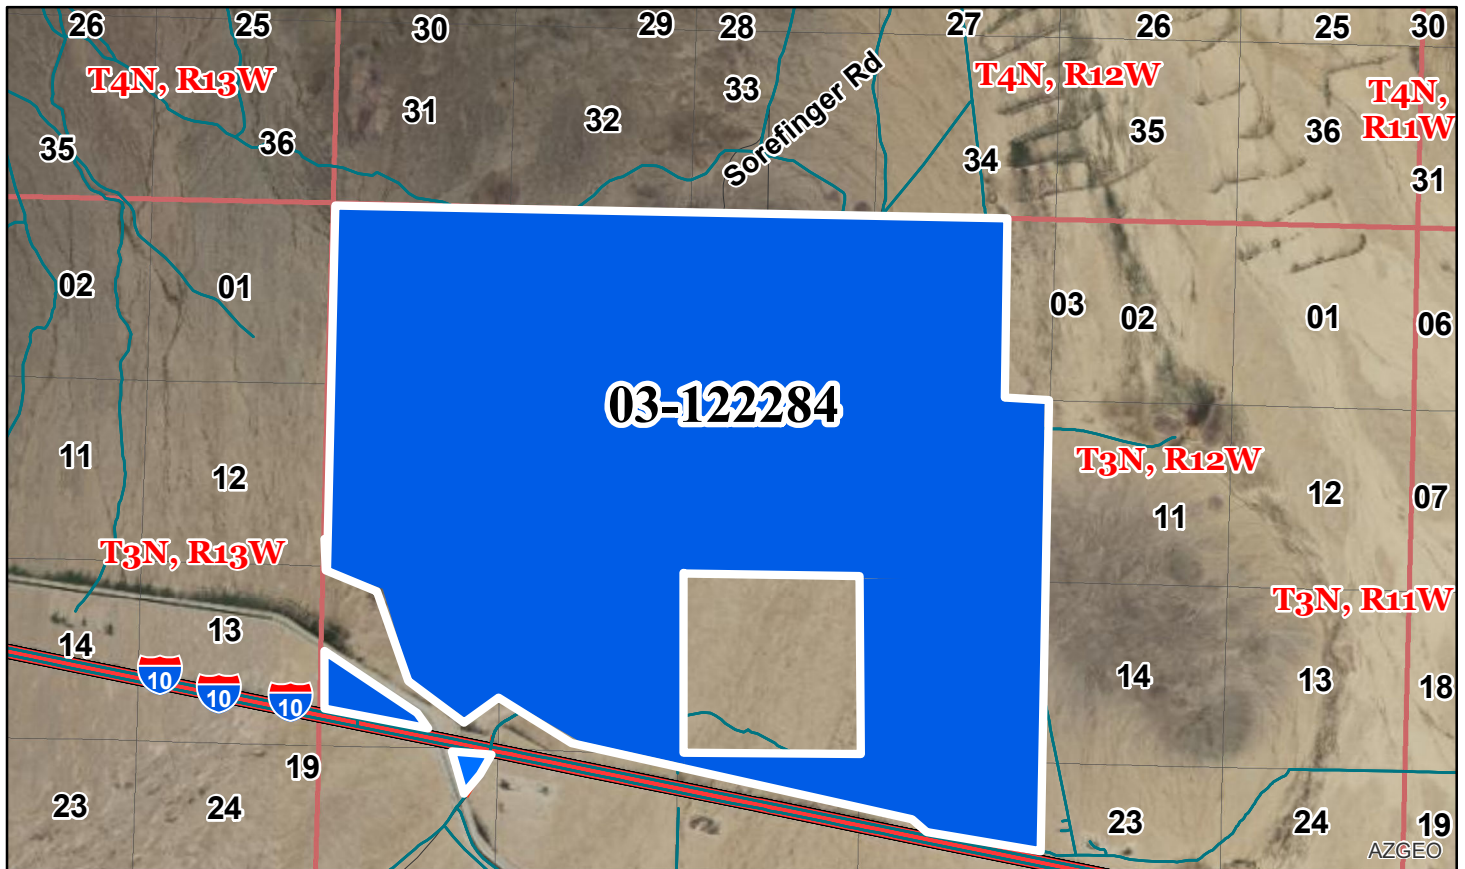 26 25 30 29 28 27 26 25 30
T4N, R13W
T4N, R12W
T4N,
R11W
Sorefinger Rd
35 36 31 32 33 34 35 36 31
02 01 03 02 01 06
03-122284
11 12 11 12 07
T3N, R12W
T3N, R13W
T3N, R11W
14 13 14 13 18
10 10 10
19
23 24 23 24 19
AZGEO